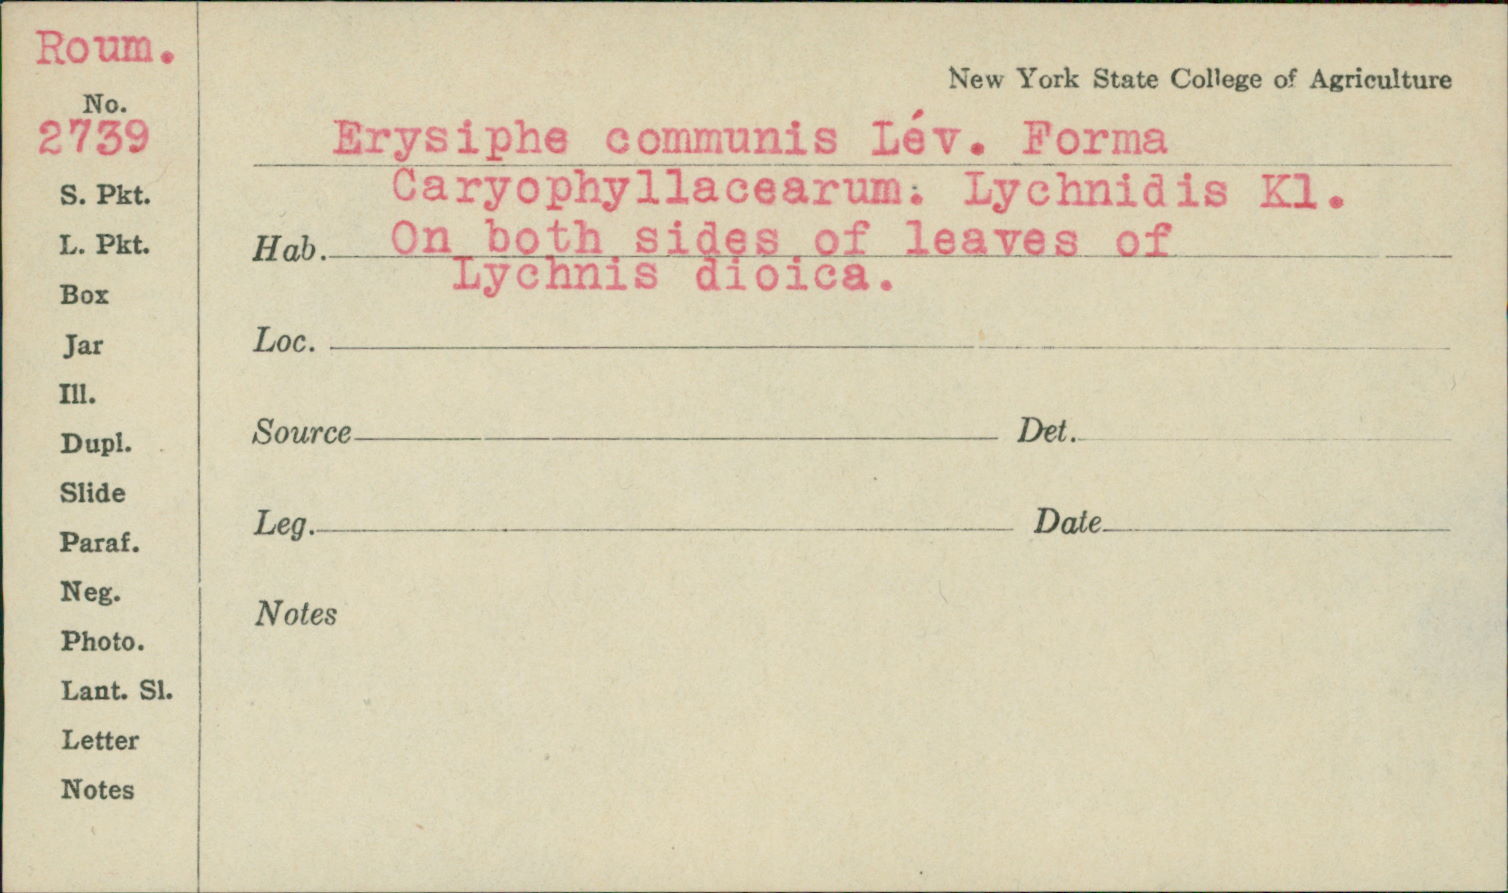 Roum.
No.
2739
S. Pkt.
L. Pkt.
Box
Jar
Ill.
Dupl.
Slide
Paraf.
Neg.
Photo.
Lant. Sl.
Letter
Notes
New York State College of Agriculture
Erysiphe communis Lév. Forma
Caryophyllacearum. Lychnidis Kl.
Hab. On both sides of leaves of
Lychnis dioica.
Loc.
Source Det.
Leg. Date
Notes